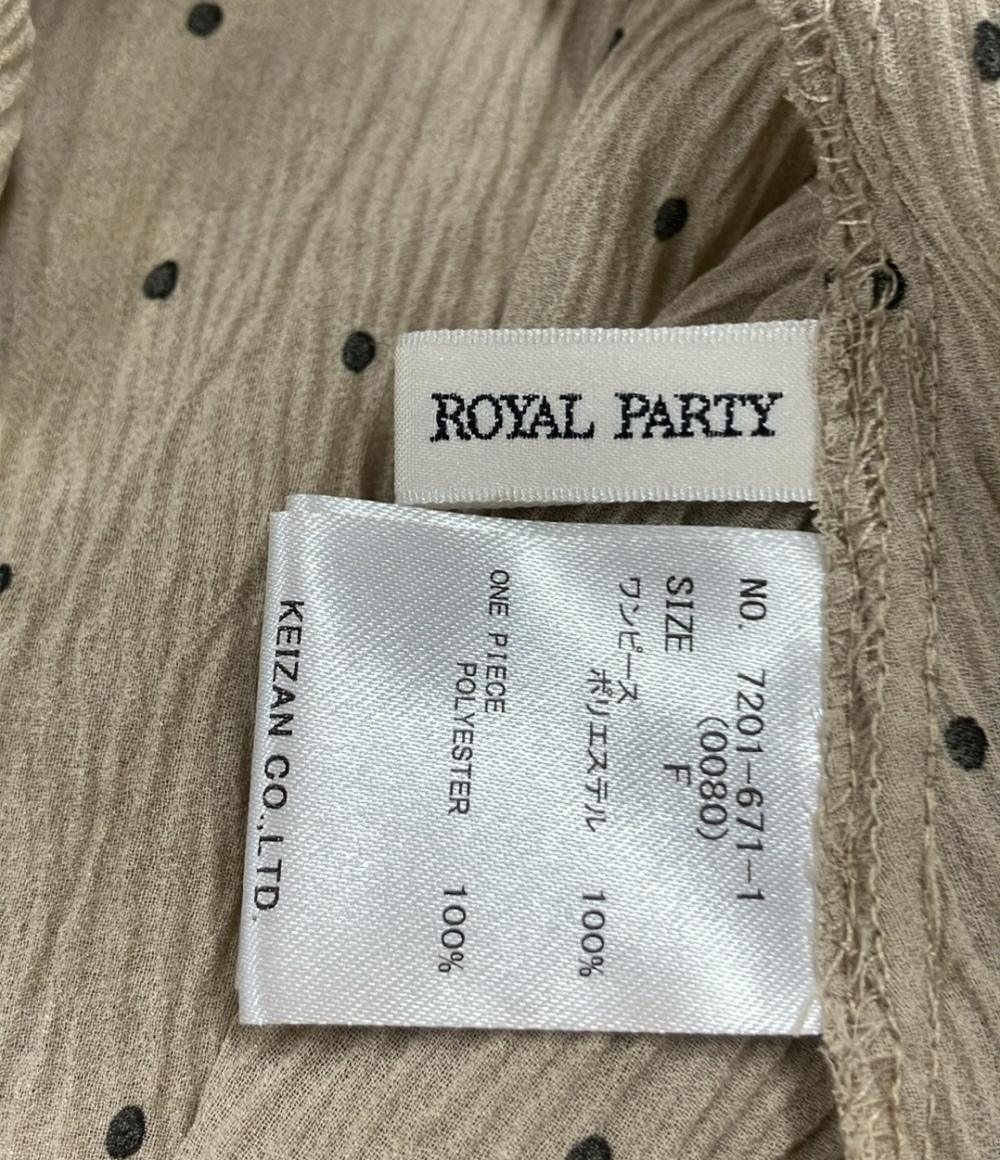 ROYAL PARTY
NO. 7201-671-1
(0080)
SIZE F
ワンピース
ポリエステル 100%
ONE PIECE
POLYESTER 100%
KEIZAN CO.,LTD.